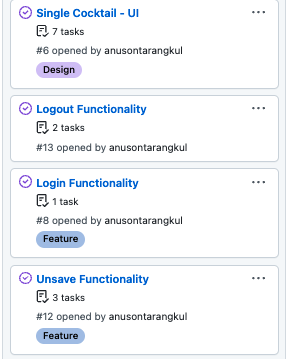 Single Cocktail - UI
7 tasks
#6 opened by anusontarangkul
Design
Logout Functionality
2 tasks
#13 opened by anusontarangkul
Login Functionality
1 task
#8 opened by anusontarangkul
Feature
Unsave Functionality
3 tasks
#12 opened by anusontarangkul
Feature